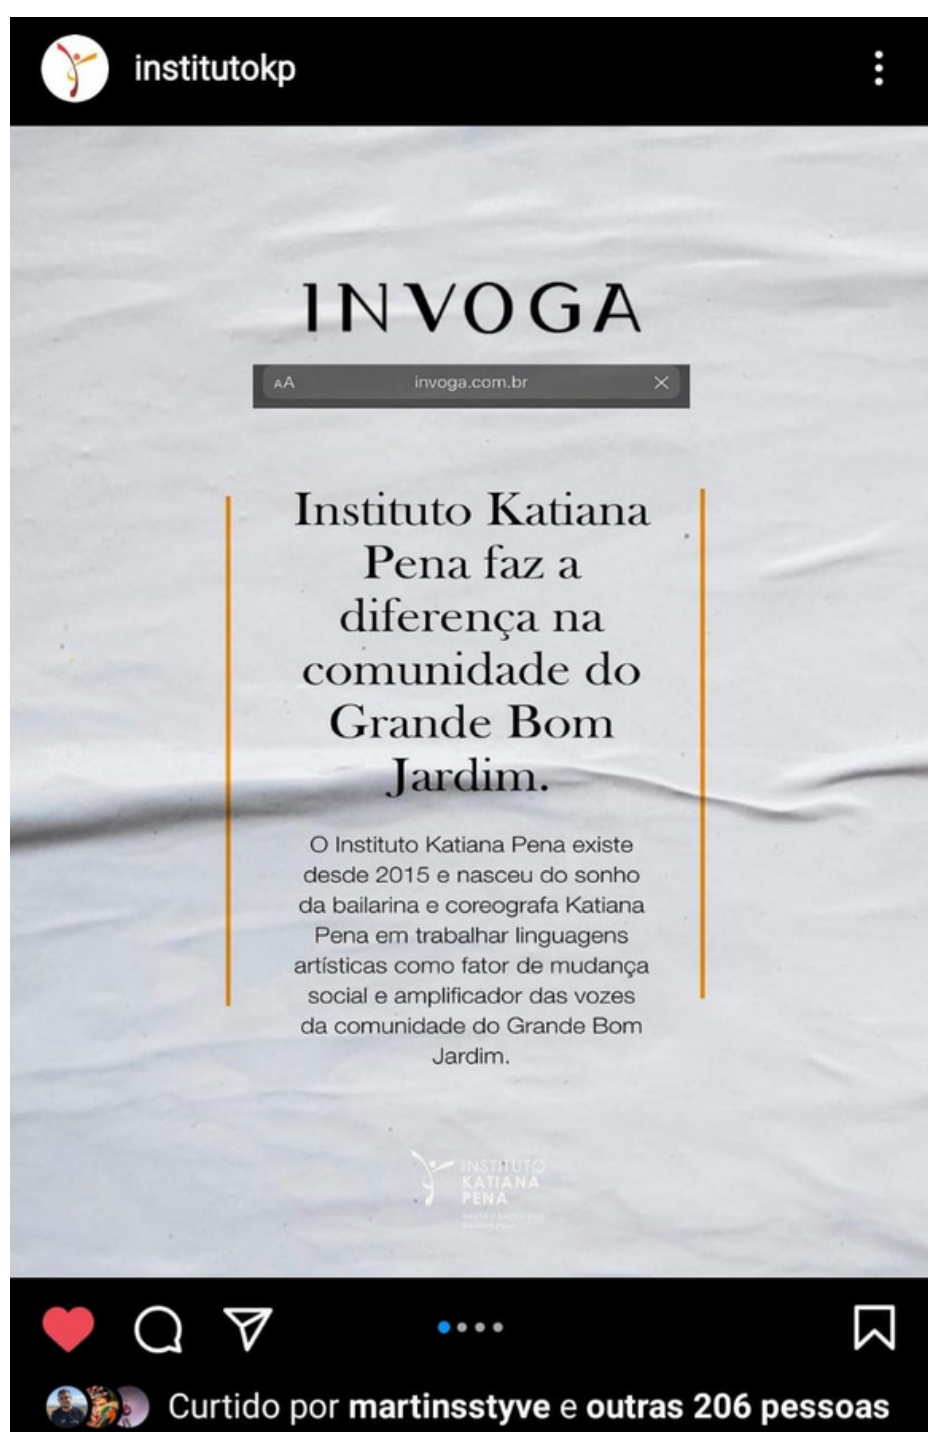 institutokp
INVOGA
AA invoga.com.br
Instituto Katiana
Pena faz a
diferença na
comunidade do
Grande Bom
Jardim.
O Instituto Katiana Pena existe
desde 2015 e nasceu do sonho
da bailarina e coreografa Katiana
Pena em trabalhar linguagens
artísticas como fator de mudança
social e amplificador das vozes
da comunidade do Grande Bom
Jardim.
INSTITUTO
KATIANA
PENA
Curtido por martinsstyve e outras 206 pessoas